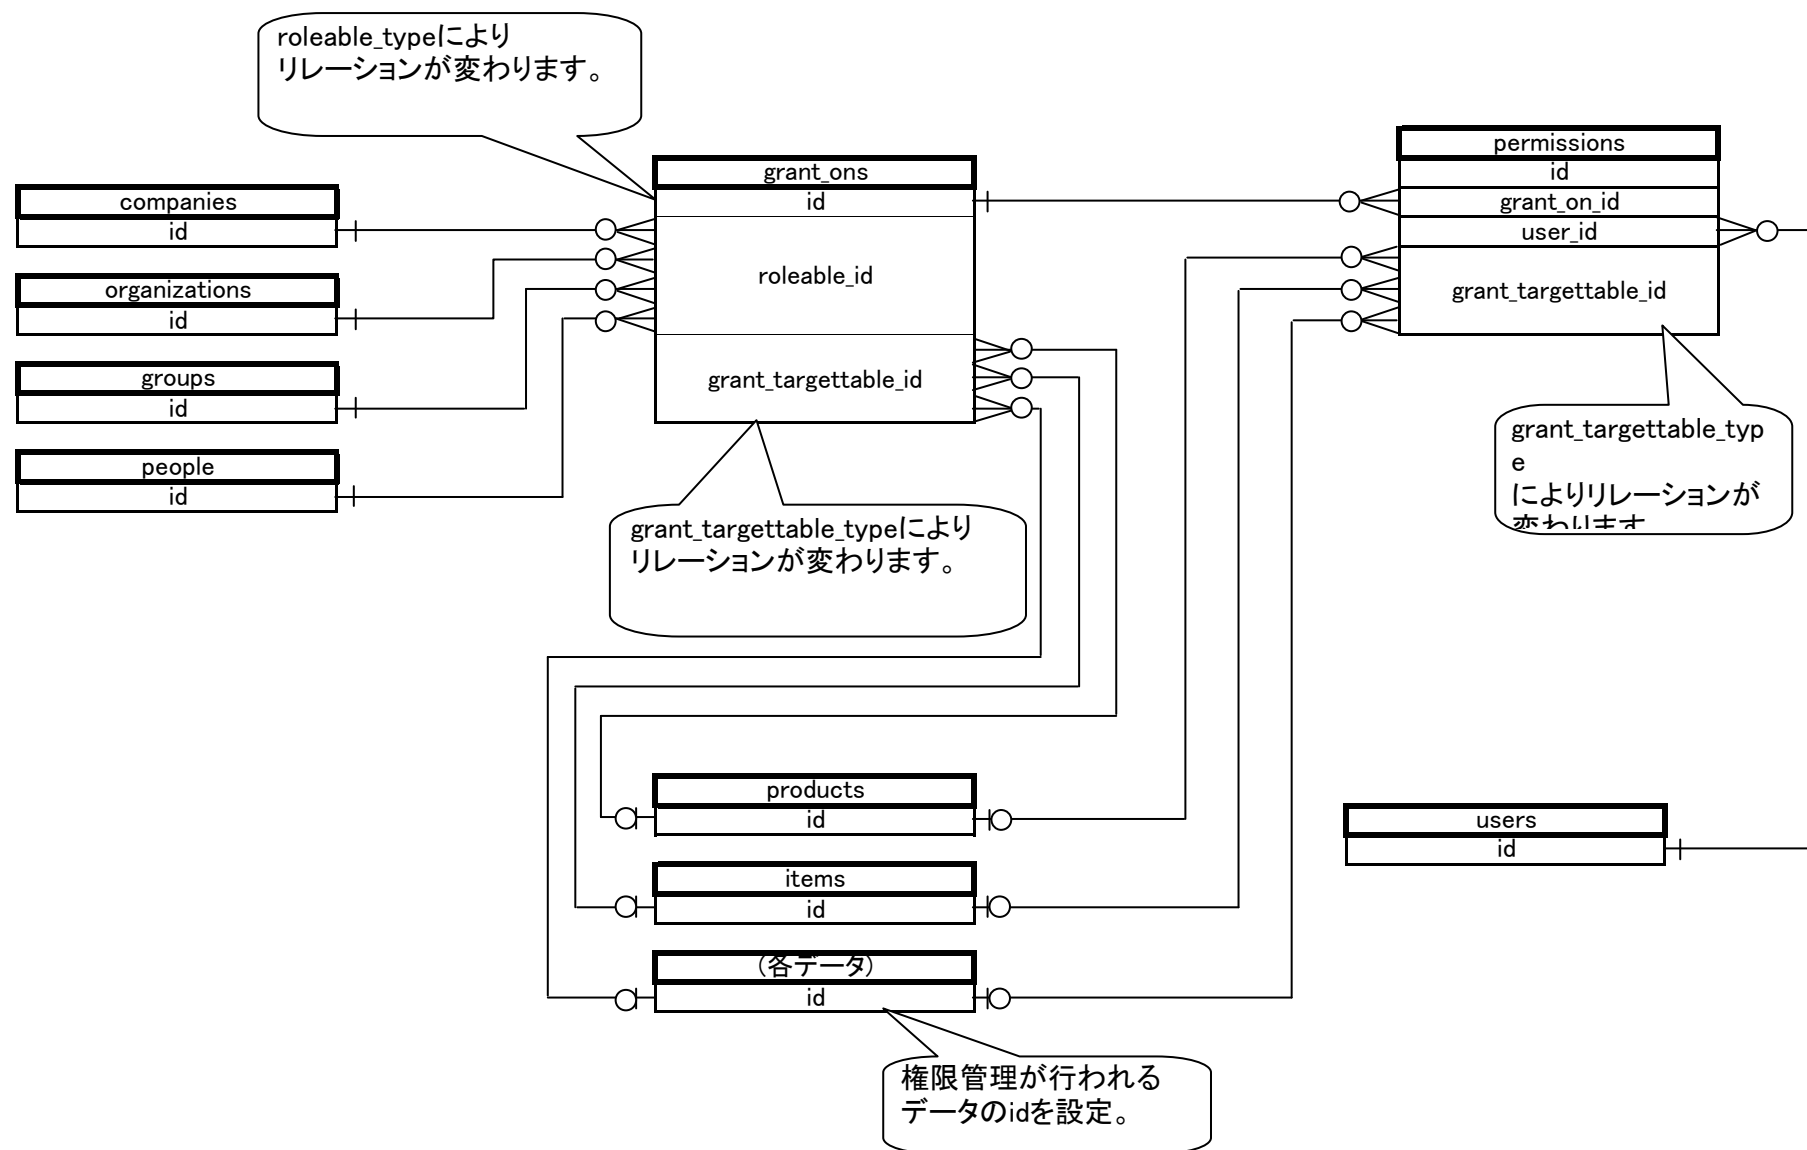 roleable_typeにより
リレーションが変わります。
permissions
id
grant_on_id
user_id
grant_targettable_id
grant_ons
id
roleable_id
grant_targettable_id
companies
id
organizations
id
groups
id
people
id
grant_targettable_typ
e
によりリレーションが
変わります
grant_targettable_typeにより
リレーションが変わります。
products
id
items
id
(各データ)
id
users
id
権限管理が行われる
データのidを設定。